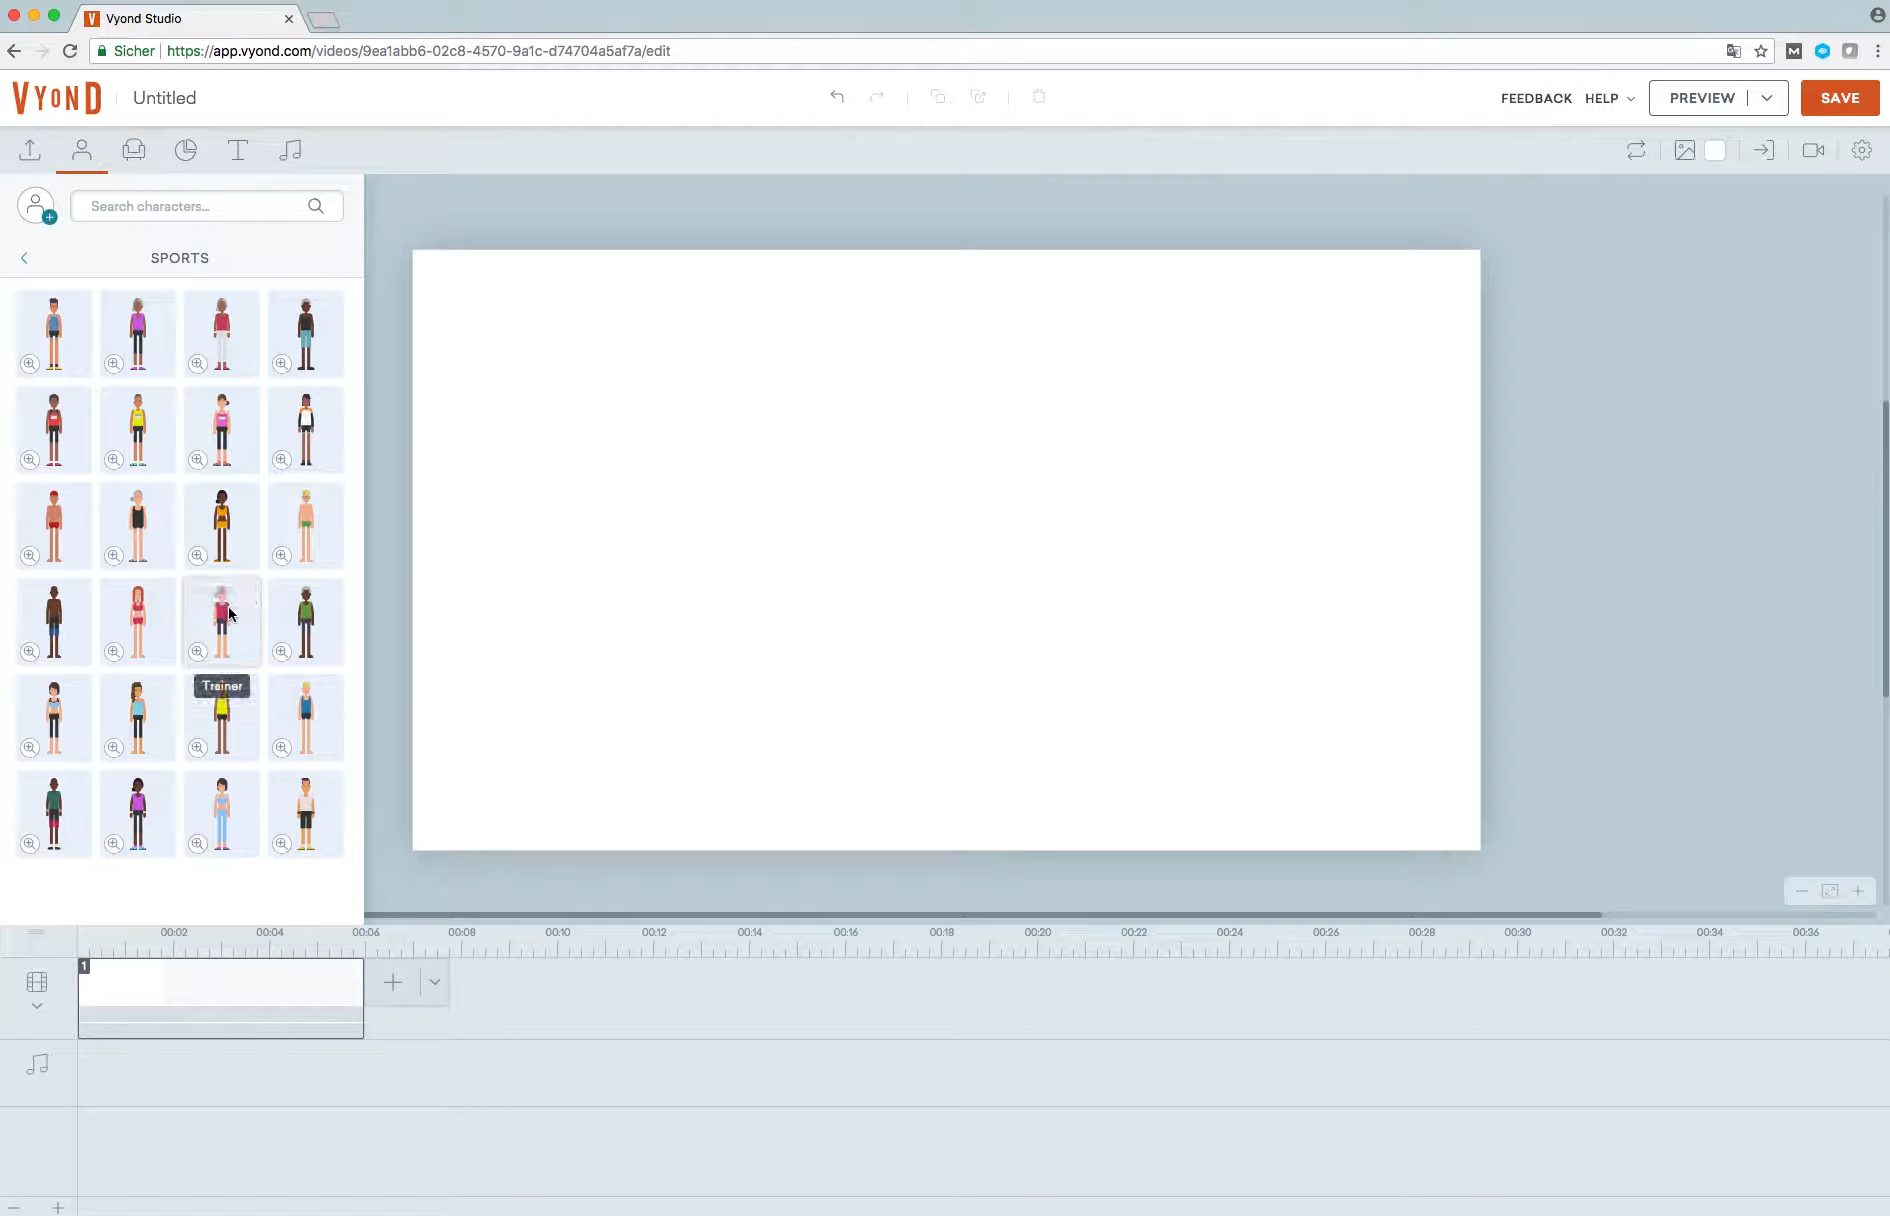 Vyond Studio
Sicher
https://app.vyond.com/videos/9ea1abb6-02c8-4570-9a1c-d74704a5af7a/edit
VYOND
Untitled
FEEDBACK
HELP
PREVIEW
SAVE
Search characters...
SPORTS
Trainer
00:02
00:04
00:06
00:08
00:10
00:12
00:14
00:16
00:18
00:20
00:22
00:24
00:26
00:28
00:30
00:32
00:34
00:36
1